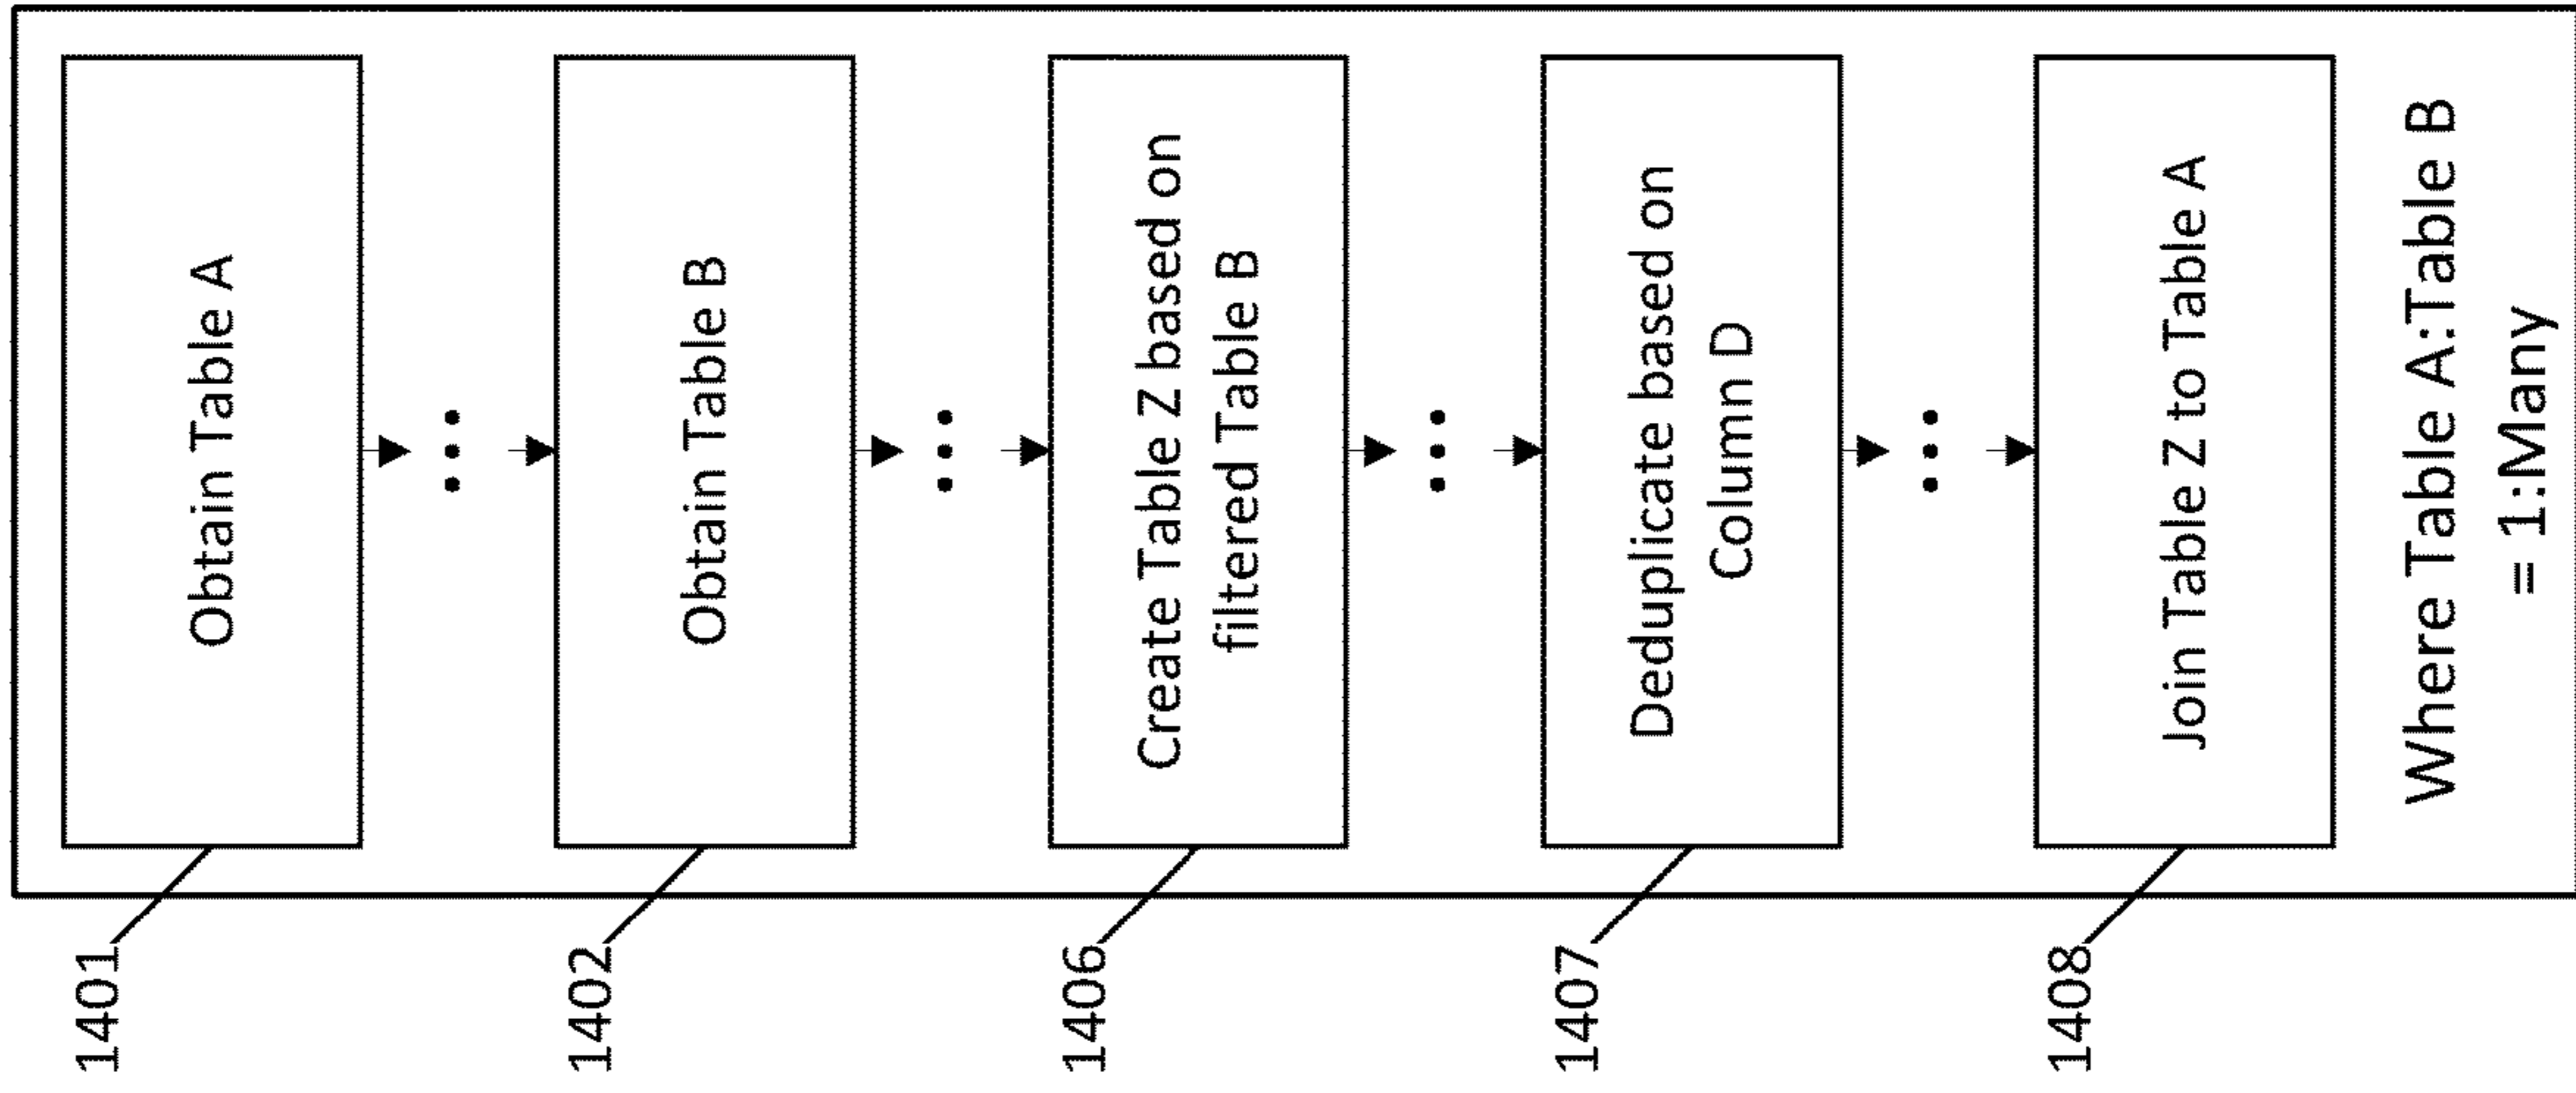 1401
Obtain Table A
1402
Obtain Table B
1406
Create Table Z based on
filtered Table B
1407
Deduplicate based on
Column D
1408
Join Table Z to Table A
Where Table A:Table B
= 1:Many